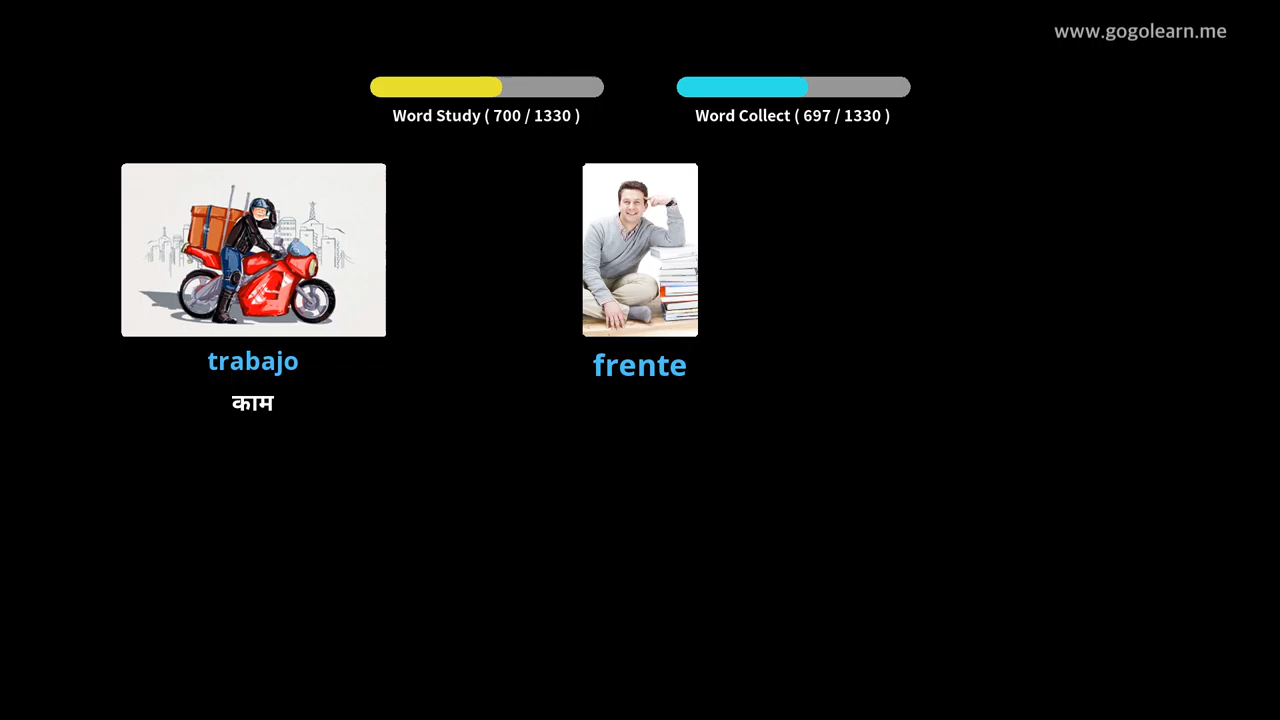 www.gogolearn.me
Word Study ( 700 / 1330 )
Word Collect ( 697 / 1330 )
trabajo
काम
frente